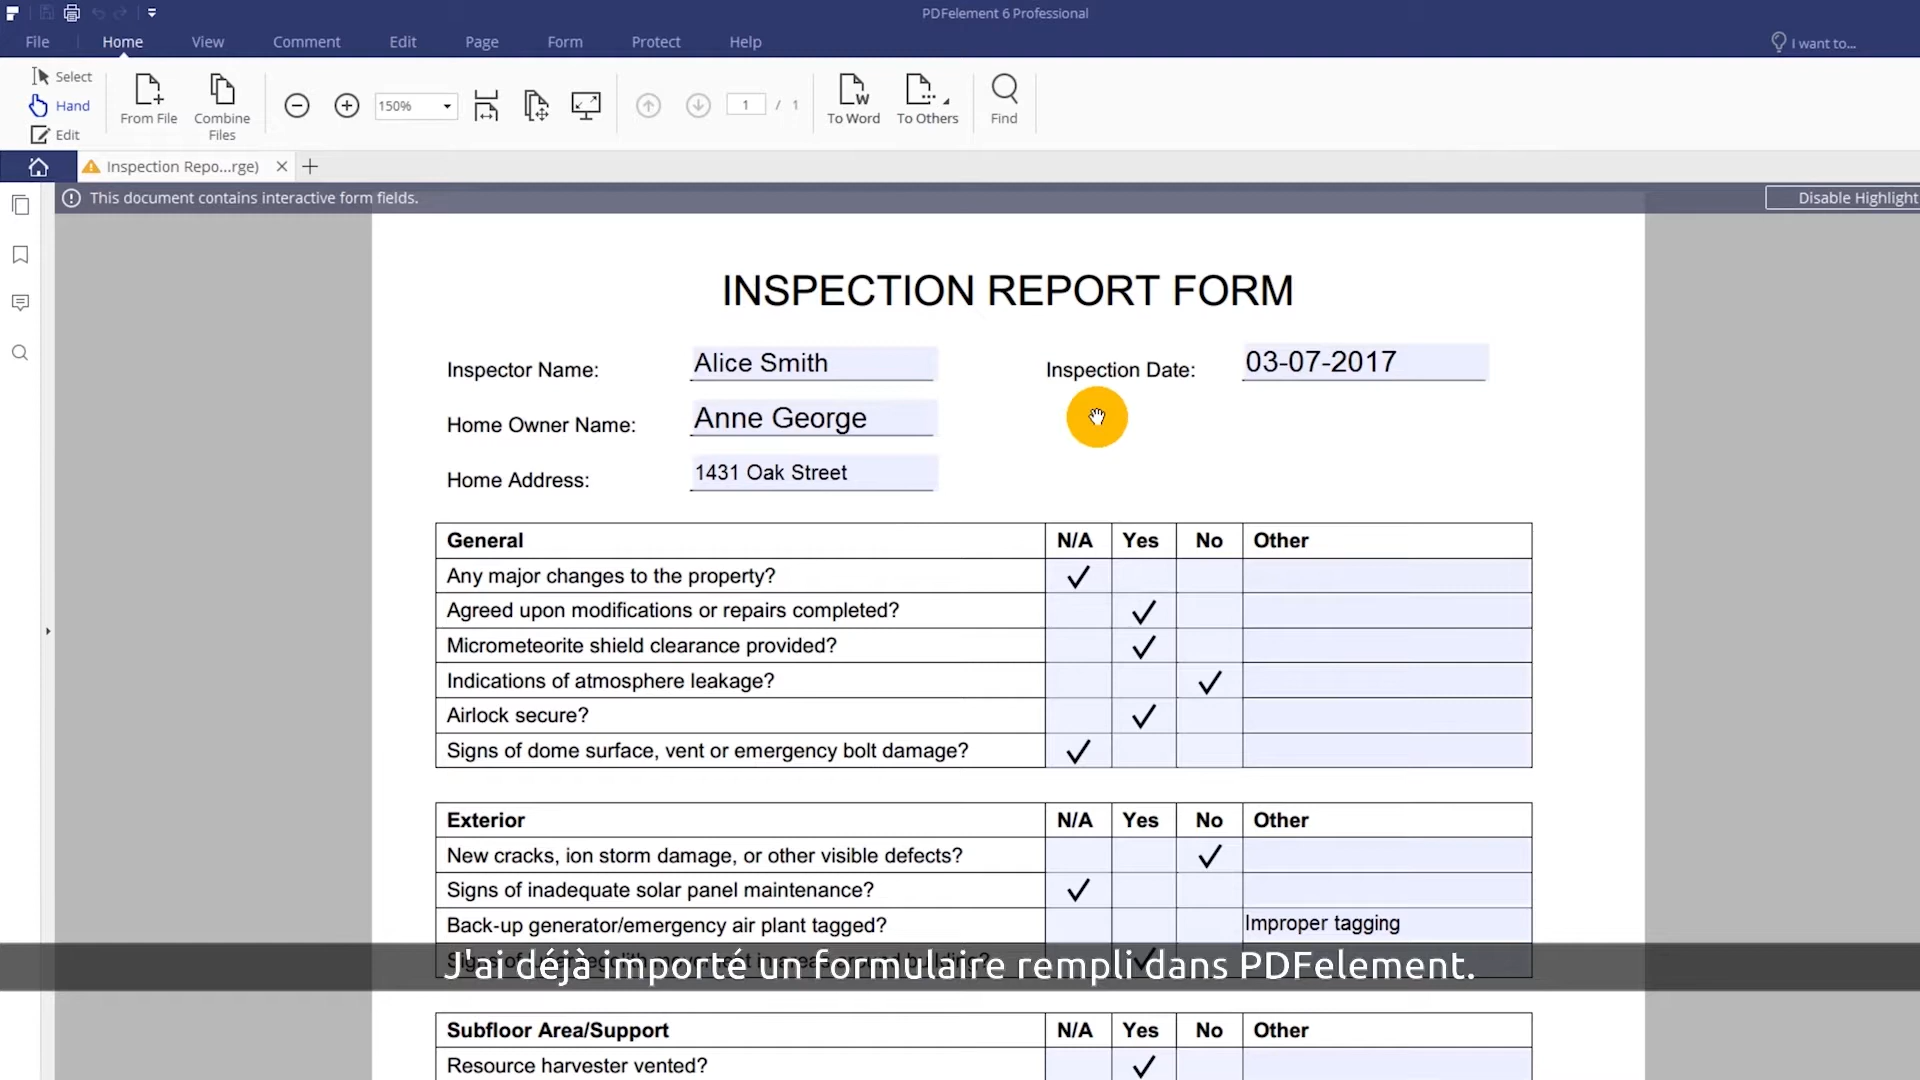 PDFelement 6 Professional
File Home View Comment Edit Page Form Protect Help I want to...
Select
Hand
Edit
From File
Combine Files
150%
1 / 1
To Word
To Others
Find
Inspection Repo...rge)
This document contains interactive form fields.
Disable Highlight
INSPECTION REPORT FORM
Inspector Name: Alice Smith Inspection Date: 03-07-2017
Home Owner Name: Anne George
Home Address: 1431 Oak Street
General N/A Yes No Other
Any major changes to the property?
Agreed upon modifications or repairs completed?
Micrometeorite shield clearance provided?
Indications of atmosphere leakage?
Airlock secure?
Signs of dome surface, vent or emergency bolt damage?
Exterior N/A Yes No Other
New cracks, ion storm damage, or other visible defects?
Signs of inadequate solar panel maintenance?
Back-up generator/emergency air plant tagged? Improper tagging
J'ai déjà importé un formulaire rempli dans PDFelement.
Subfloor Area/Support N/A Yes No Other
Resource harvester vented?